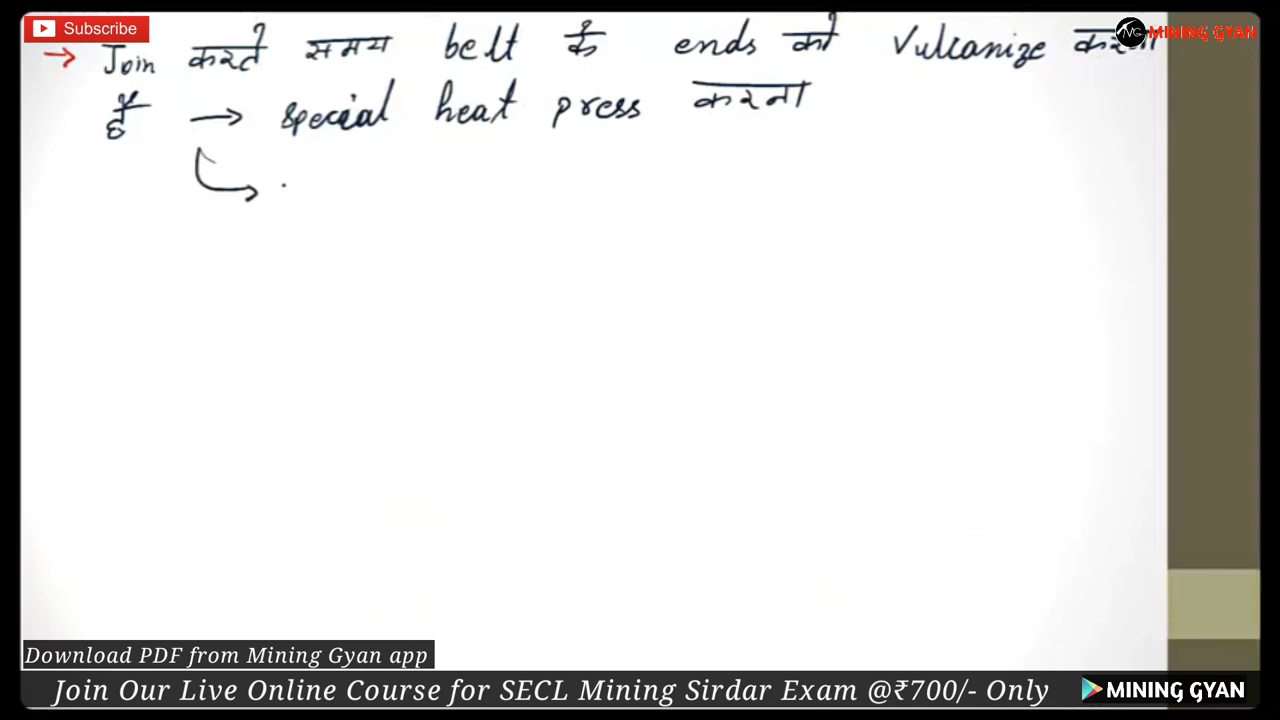 Subscribe
MINING GYAN
→ Join करते समय belt के ends को Vulcanize करना
है → special heat press करना
Download PDF from Mining Gyan app
Join Our Live Online Course for SECL Mining Sirdar Exam @₹700/- Only
MINING GYAN